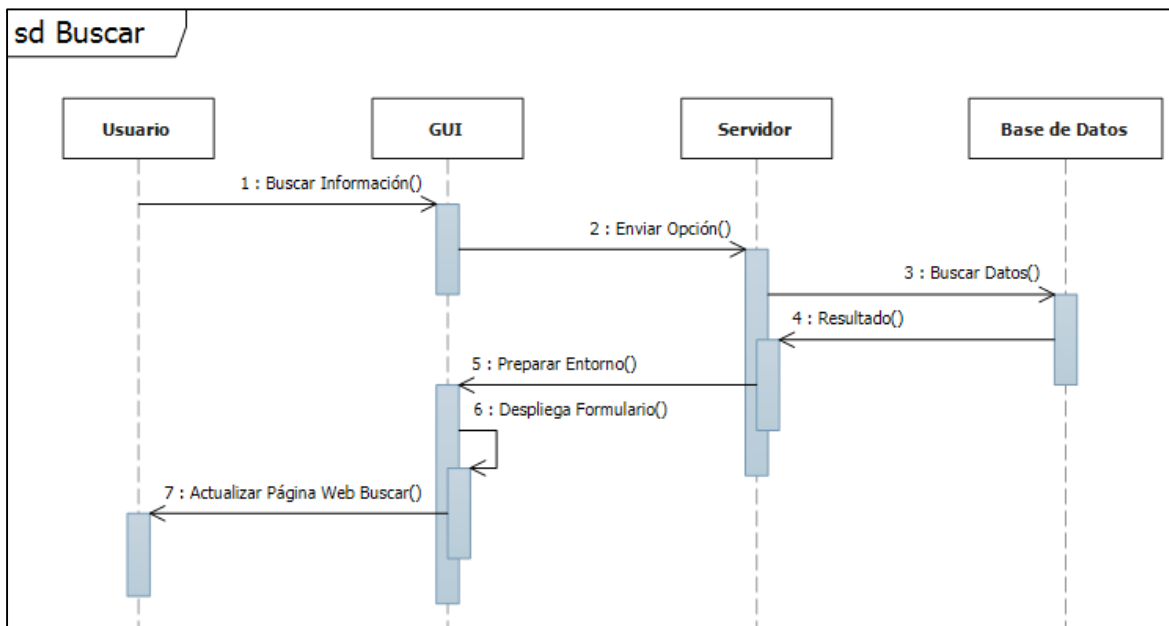 sd Buscar
Usuario
GUI
Servidor
Base de Datos
1 : Buscar Información()
2 : Enviar Opción()
3 : Buscar Datos()
4 : Resultado()
5 : Preparar Entorno()
6 : Despliega Formulario()
7 : Actualizar Página Web Buscar()